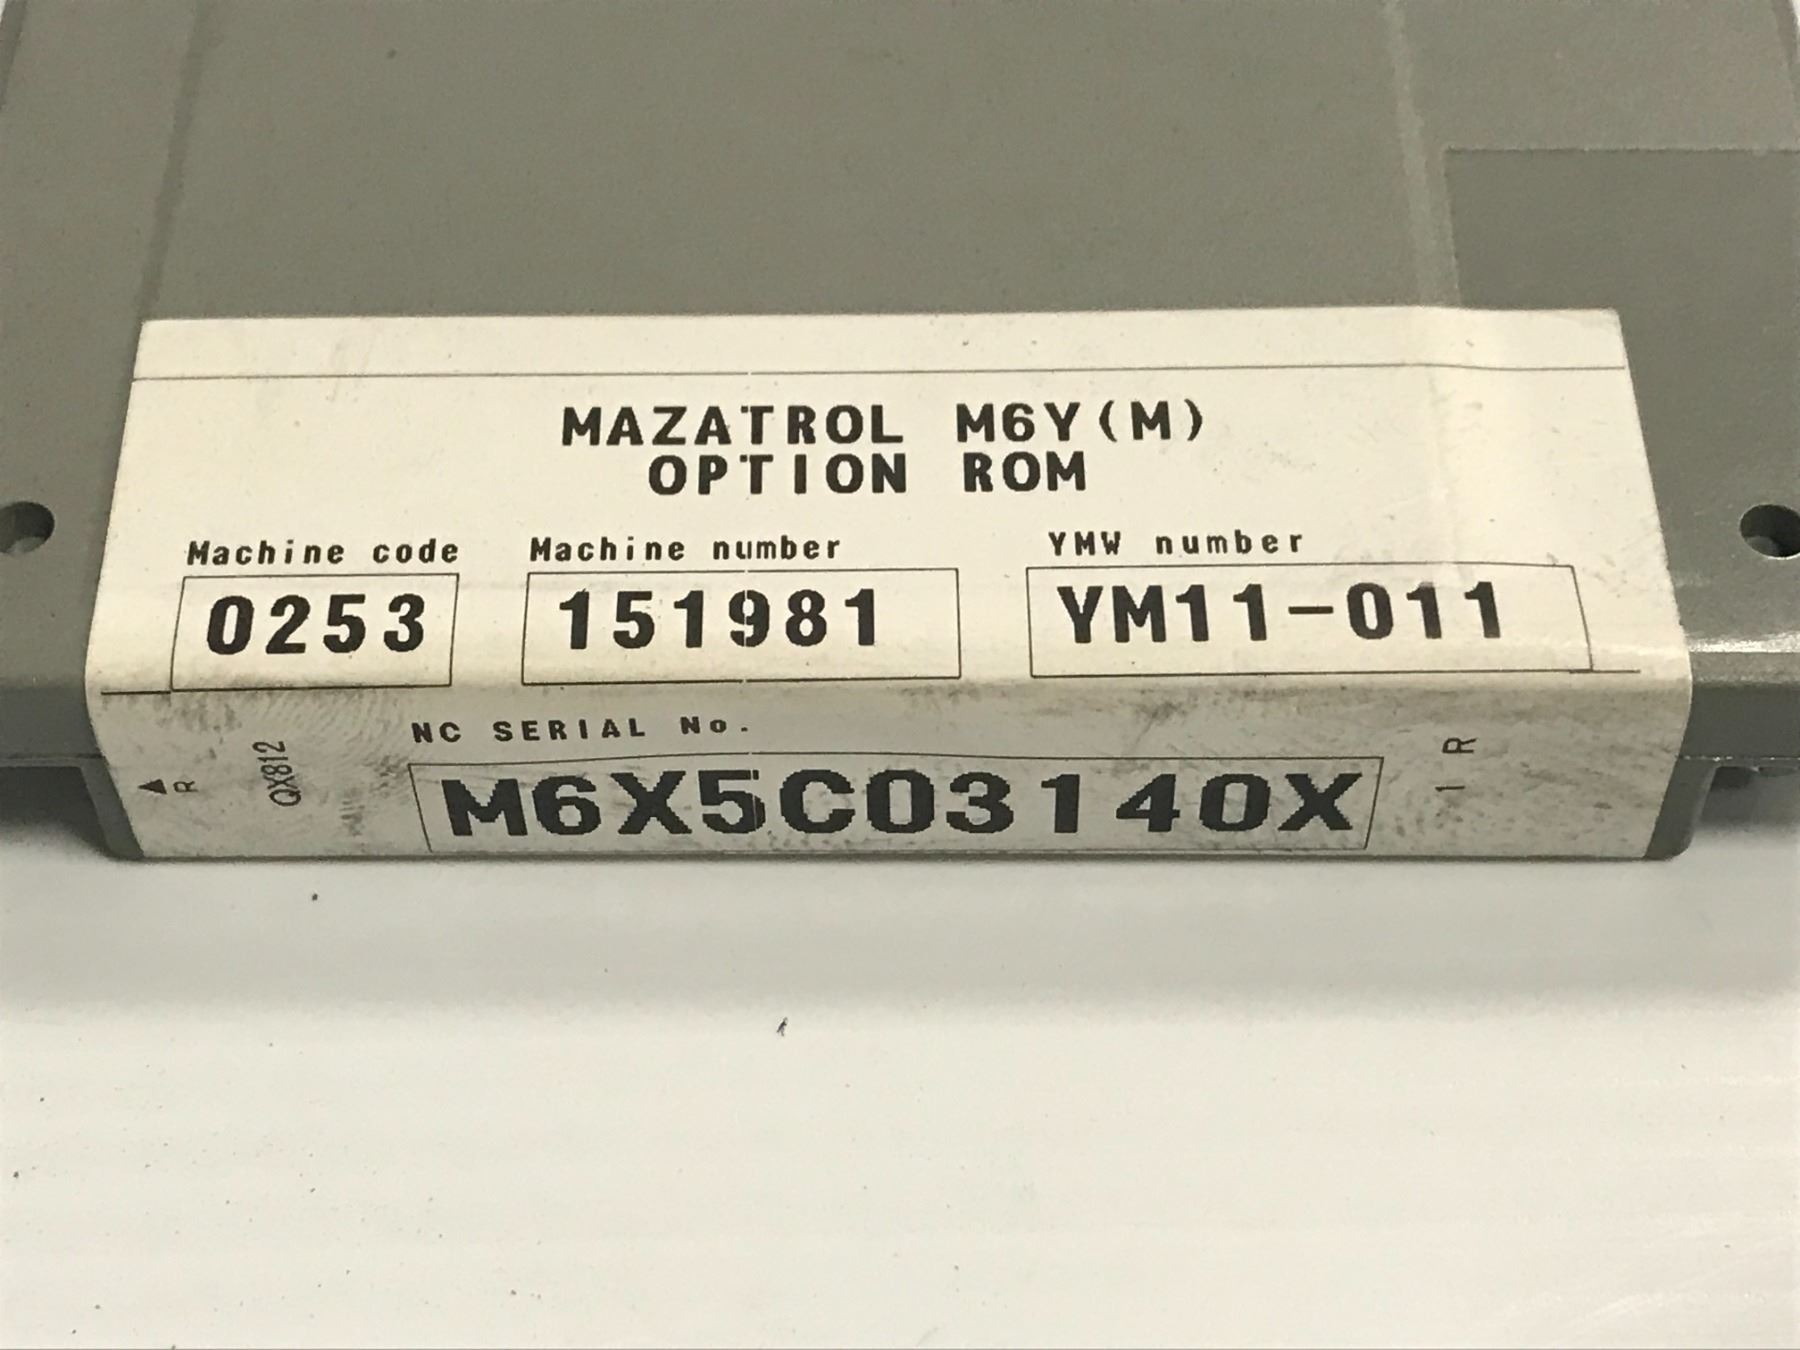 MAZATROL M6Y(M)
OPTION ROM
Machine code Machine number YMW number
0253 151981 YM11-011
NC SERIAL No.
M6X5C03140X
▲R
QX812
1R